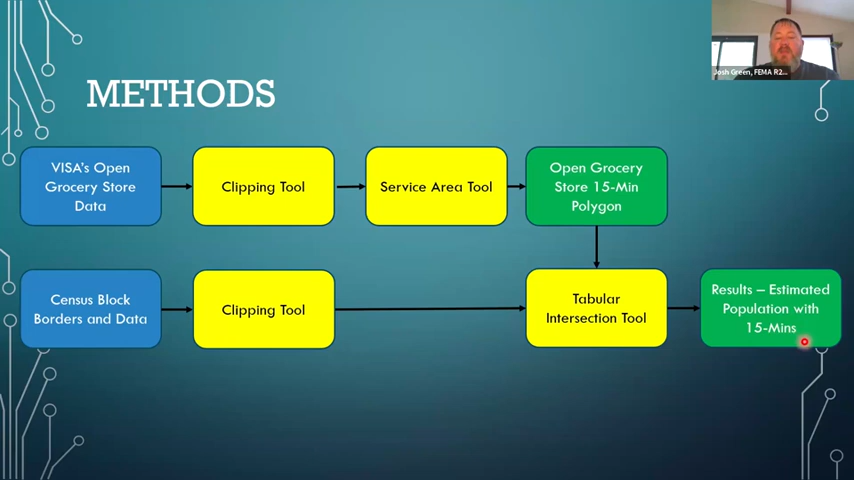 Josh Green, FEMA R2...
METHODS
VISA's Open
Grocery Store
Data
Clipping Tool
Service Area Tool
Open Grocery
Store 15-Min
Polygon
Census Block
Borders and Data
Clipping Tool
Tabular
Intersection Tool
Results – Estimated
Population with
15-Mins